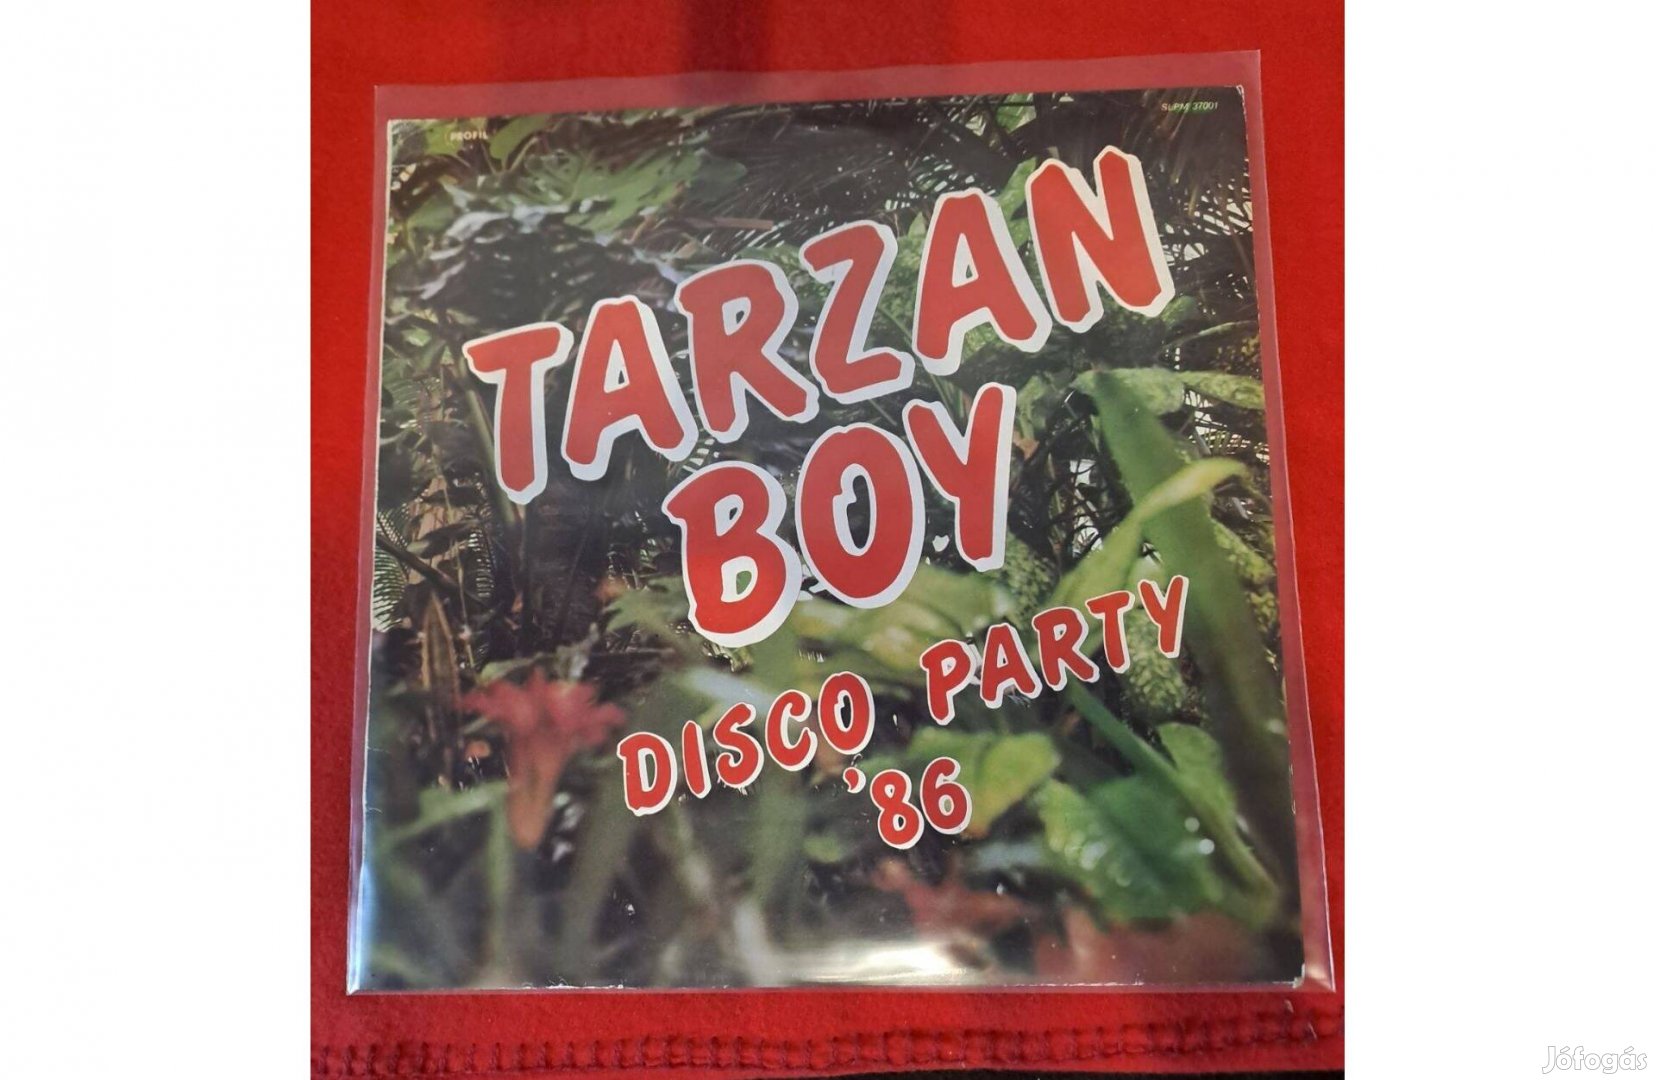 PROFIL
SLPM 37001
TARZAN
BOY
DISCO PARTY
'86
Jófogás